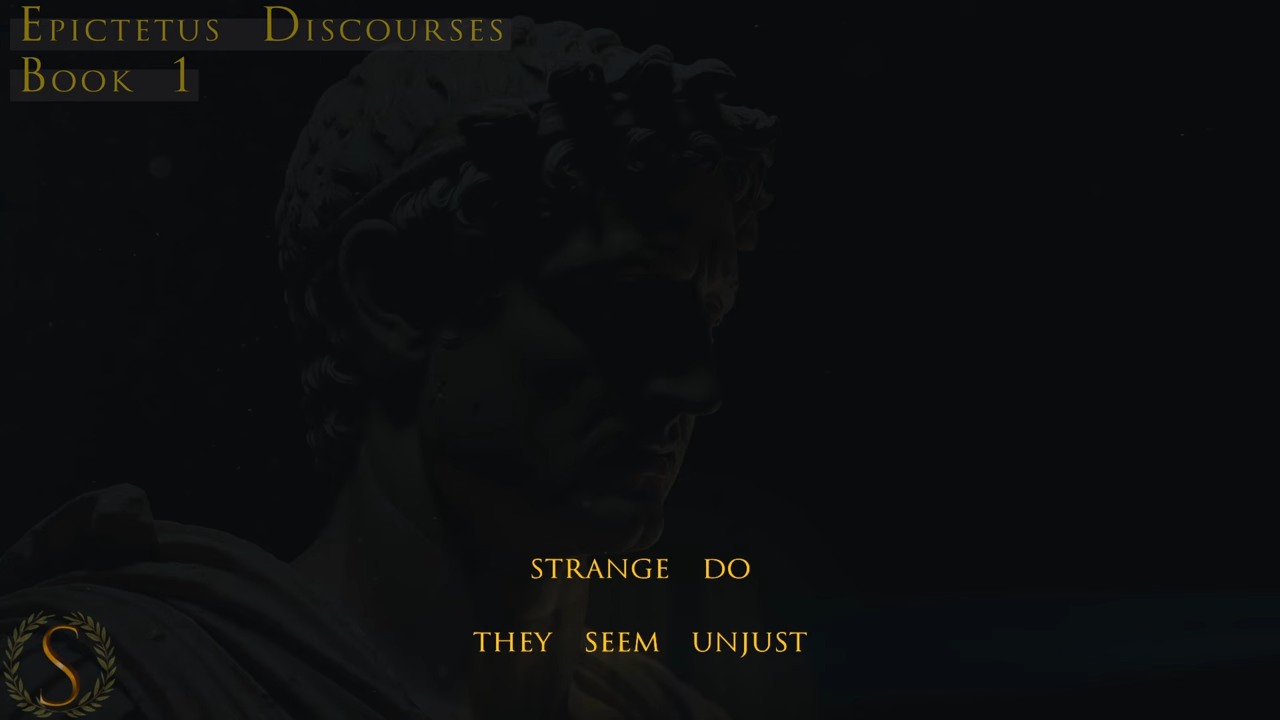 Epictetus Discourses
Book 1
STRANGE DO
THEY SEEM UNJUST
S